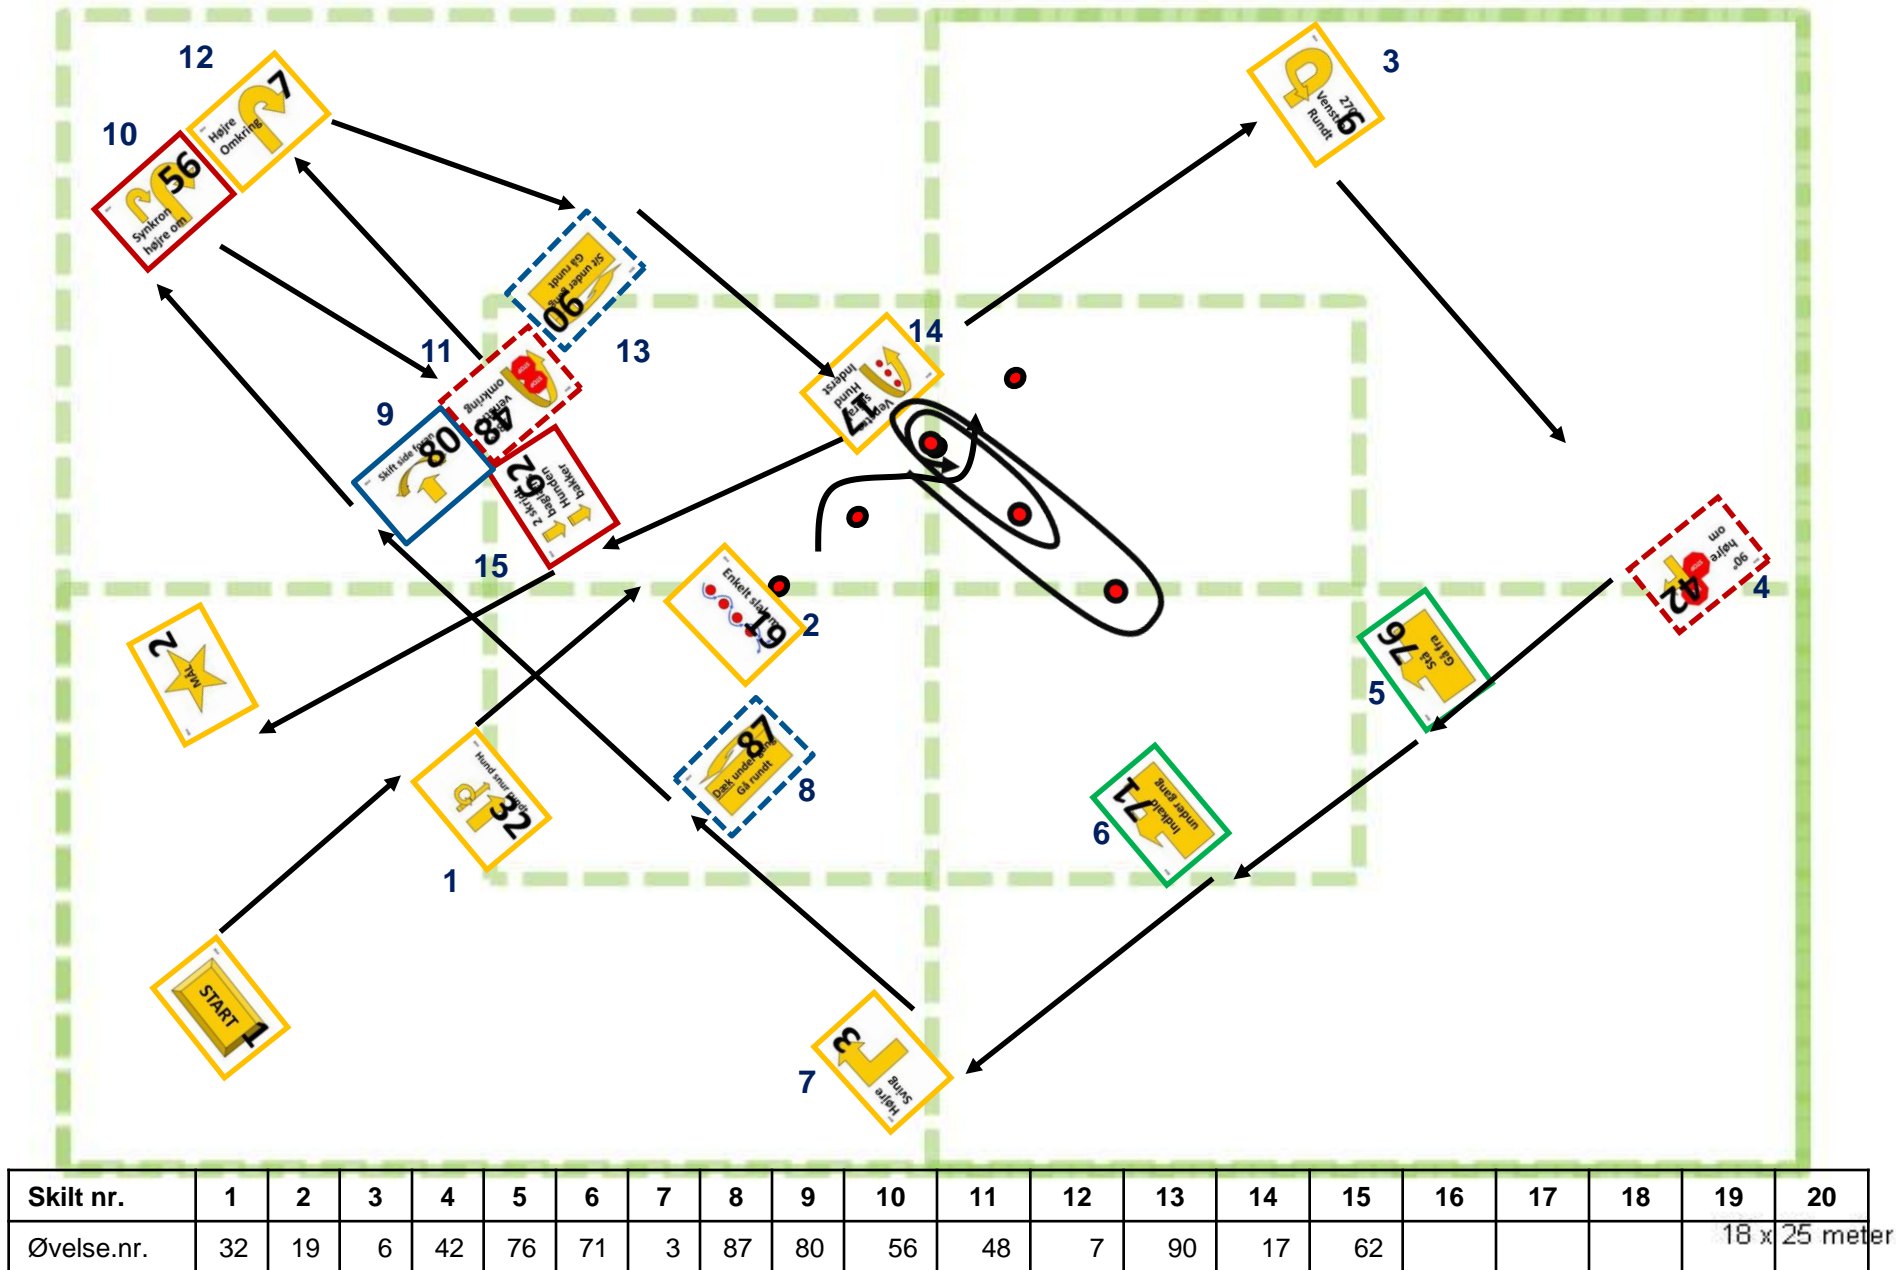 12
7
Højre
Omkring
10
56
Synkron
højre om
3
270
Venstre
Rundt
6
Sit under gang
Gå rundt
90
13
11
STOP
STOP
omkring
48
14
Hund
Inderst
17
9
Skift side foran
80
62
2 skridt
Hunden
bakker
15
Enkelt
19
2
90°
højre
om
STOP
42
4
Stå
Gå fra
76
5
2
MÅL
Hund snur rundt
32
1
87
Dæk under gang
Gå rundt
8
Indkald
under gang
71
6
START
1
3
Højre
Sving
7
Skilt nr. 1 2 3 4 5 6 7 8 9 10 11 12 13 14 15 16 17 18 19 20
Øvelse.nr. 32 19 6 42 76 71 3 87 80 56 48 7 90 17 62
18 x 25 meter